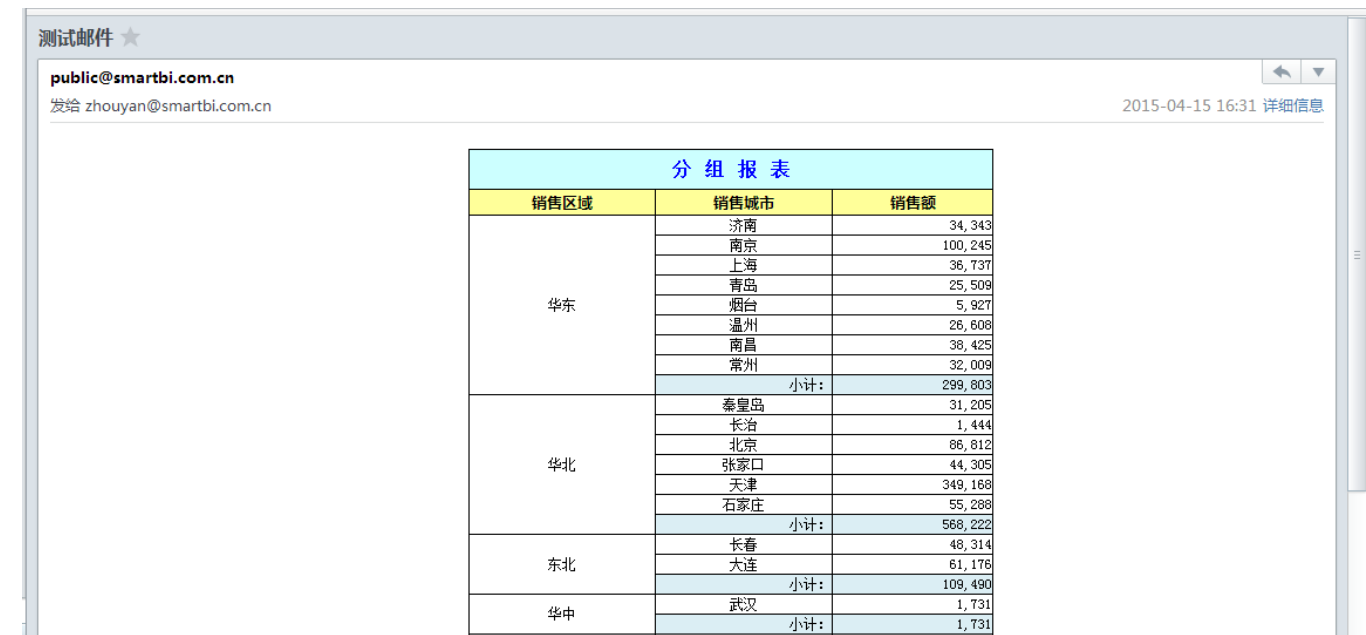 测试邮件
public@smartbi.com.cn
发给 zhouyan@smartbi.com.cn 2015-04-15 16:31 详细信息
分 组 报 表
销售区域 销售城市 销售额
华东 济南 34,343
南京 100,245
上海 36,737
青岛 25,509
烟台 5,927
温州 26,608
南昌 38,425
常州 32,009
小计: 299,803
华北 秦皇岛 31,205
长治 1,444
北京 86,812
张家口 44,305
天津 349,168
石家庄 55,288
小计: 568,222
东北 长春 48,314
大连 61,176
小计: 109,490
华中 武汉 1,731
小计: 1,731